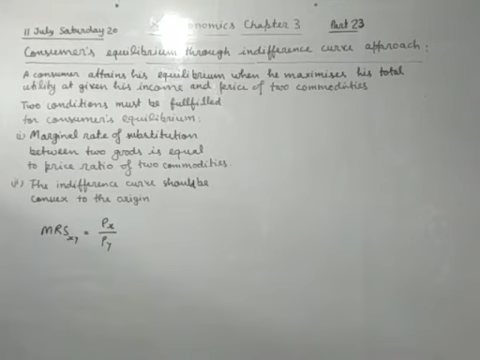 11 July Saturday 20 Economics Chapter 3 Part 23
Consumer's equilibrium through indifference curve approach:
A consumer attains his equilibrium when he maximises his total
utility at given his income and price of two commodities
Two conditions must be fullfilled
for consumer's equilibrium:
i) Marginal rate of substitution
between two goods is equal
to price ratio of two commodities.
ii) The indifference curve should be
convex to the origin
MRSxy = Px
Py